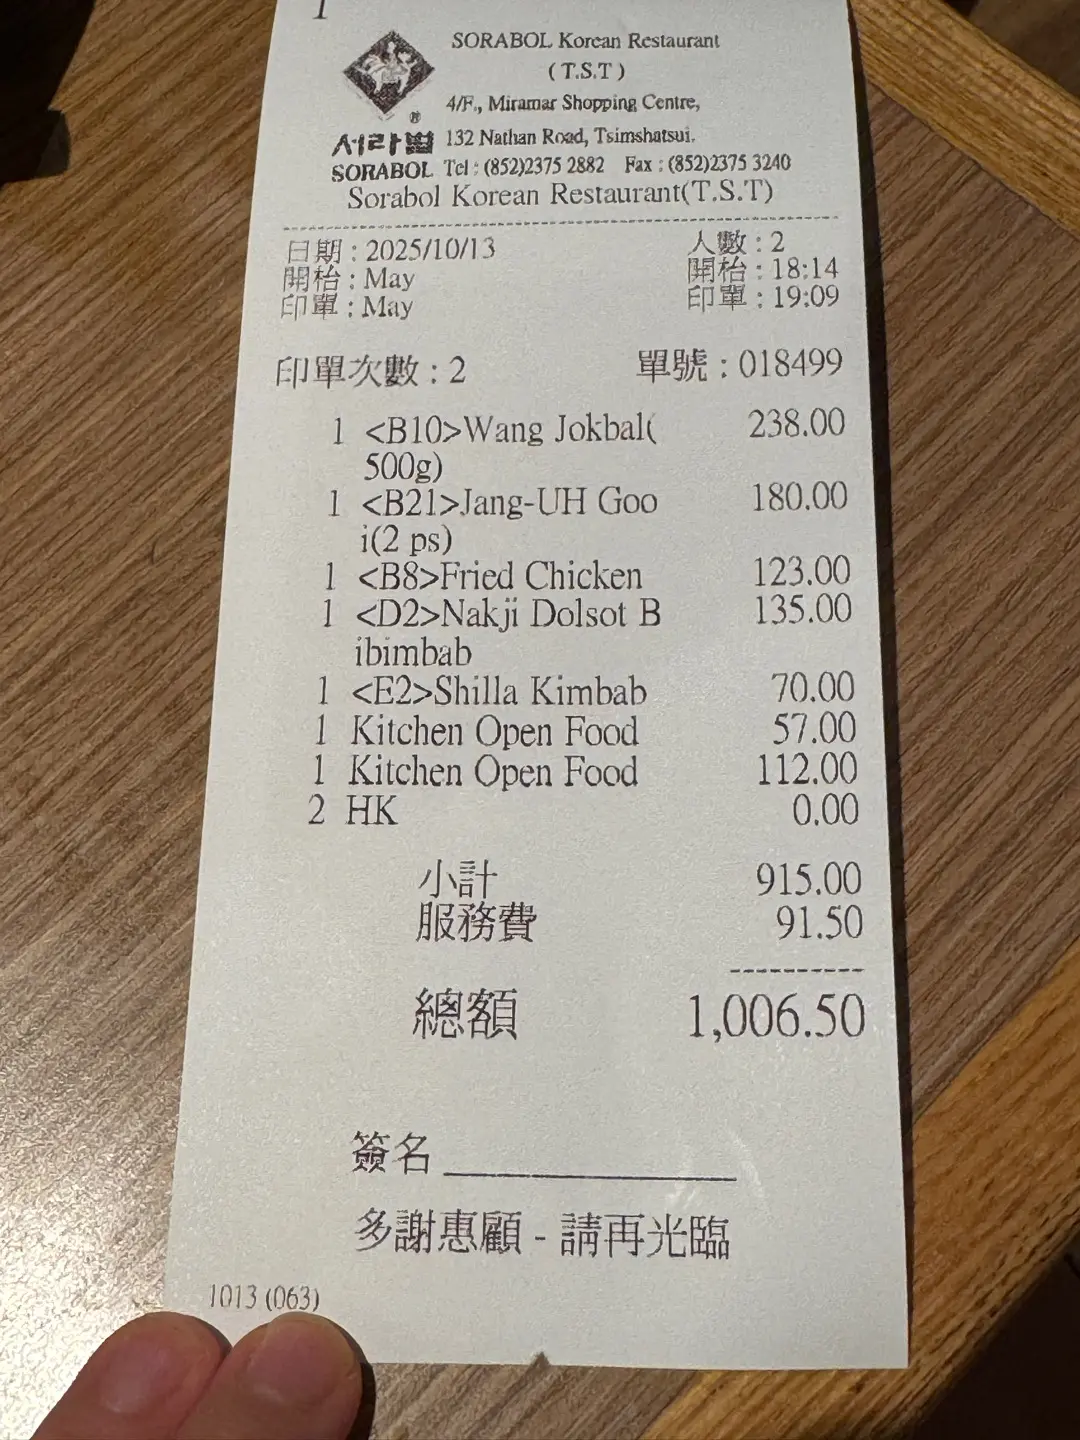 1
SORABOL Korean Restaurant
( T.S.T )
4/F., Miramar Shopping Centre,
서라벌 132 Nathan Road, Tsimshatsui.
SORABOL Tel : (852)2375 2882 Fax : (852)2375 3240
Sorabol Korean Restaurant(T.S.T)
日期 : 2025/10/13 人數 : 2
開枱 : May 開枱 : 18:14
印單 : May 印單 : 19:09
印單次數 : 2 單號 : 018499
1 <B10>Wang Jokbal( 238.00
500g)
1 <B21>Jang-UH Goo 180.00
i(2 ps)
1 <B8>Fried Chicken 123.00
1 <D2>Nakji Dolsot B 135.00
ibimbab
1 <E2>Shilla Kimbab 70.00
1 Kitchen Open Food 57.00
1 Kitchen Open Food 112.00
2 HK 0.00
小計 915.00
服務費 91.50
總額 1,006.50
簽名
多謝惠顧 - 請再光臨
1013 (063)